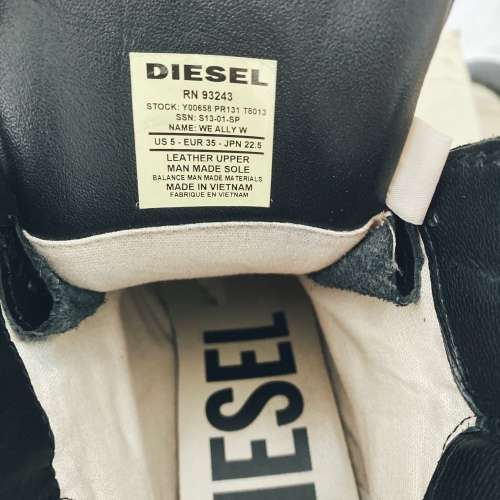 DIESEL
RN 93243
STOCK: Y00658 PR131 T8013
SSN: S13-01-SP
NAME: WE ALLY W
US 5 - EUR 35 - JPN 22.5
LEATHER UPPER
MAN MADE SOLE
BALANCE MAN MADE MATERIALS
MADE IN VIETNAM
FABRIQUE EN VIETNAM
DIESEL